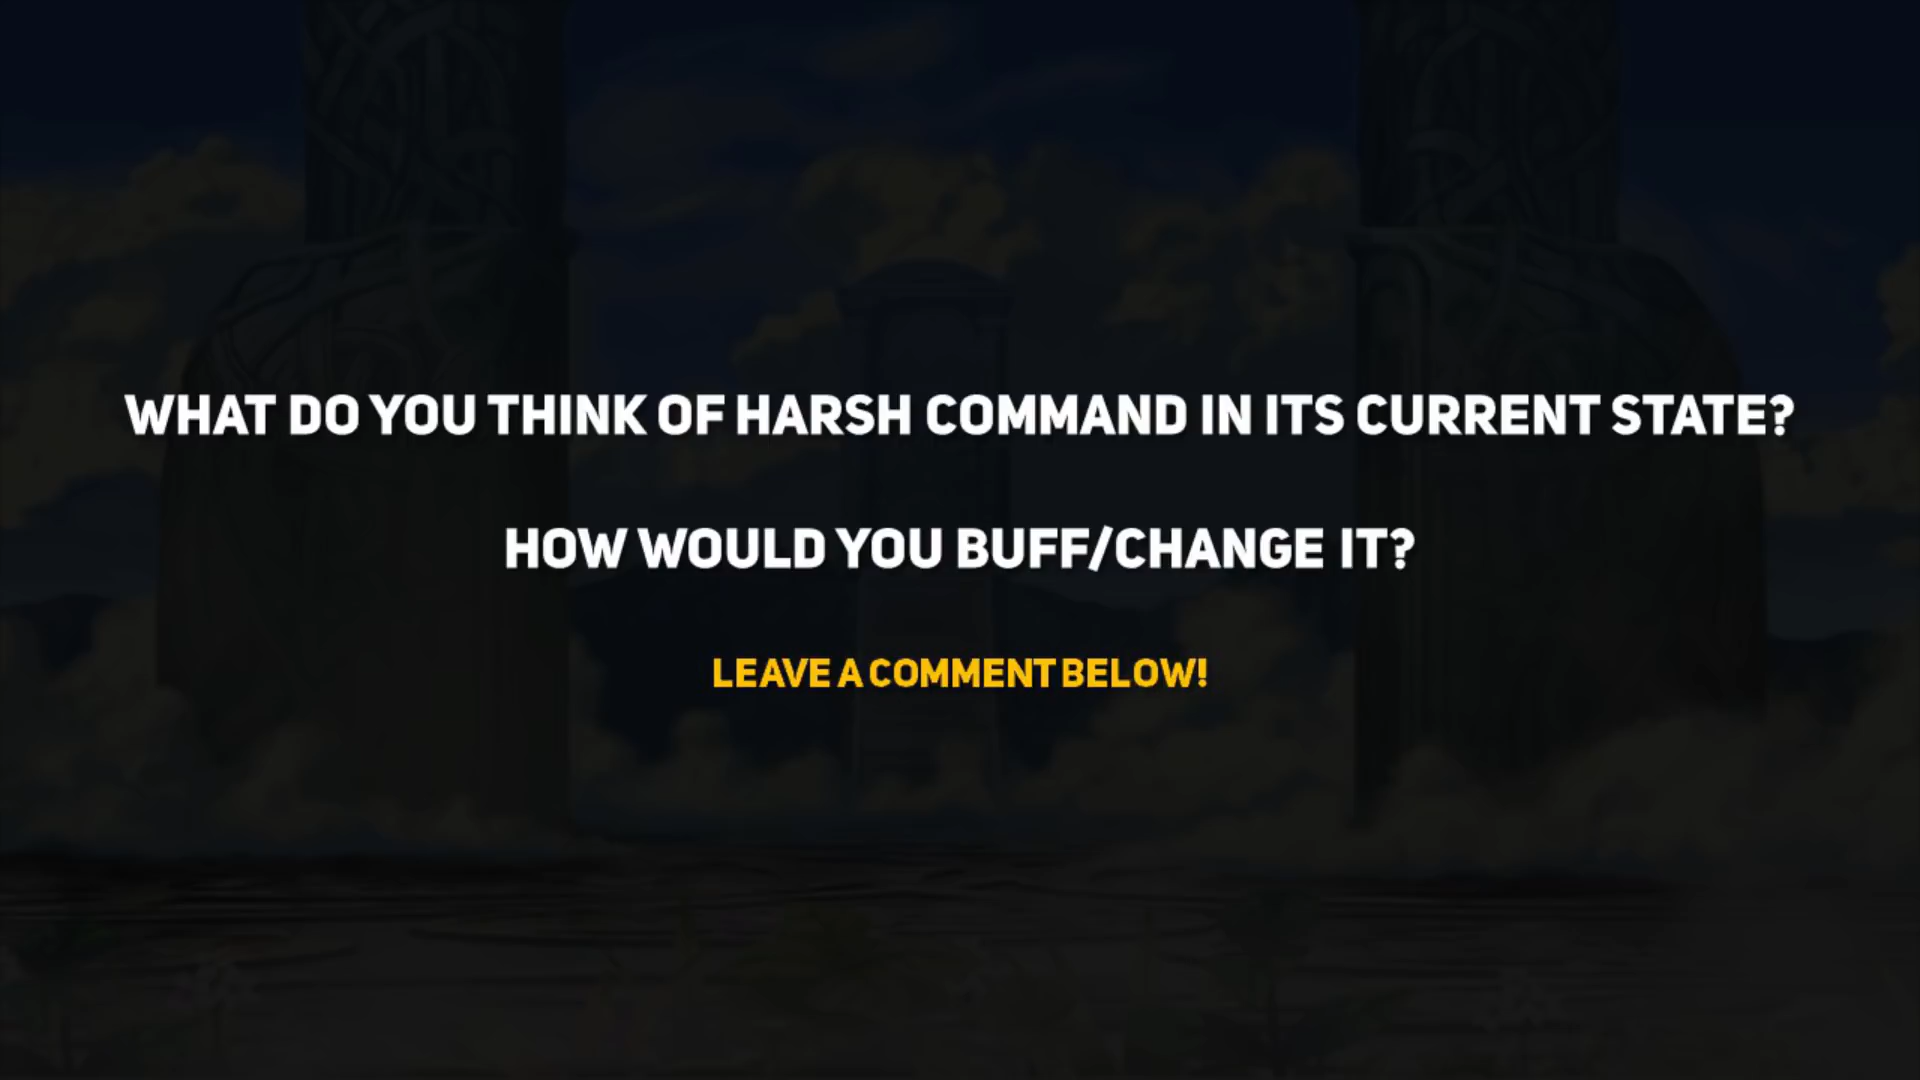 WHAT DO YOU THINK OF HARSH COMMAND IN ITS CURRENT STATE?
HOW WOULD YOU BUFF/CHANGE IT?
LEAVE A COMMENT BELOW!